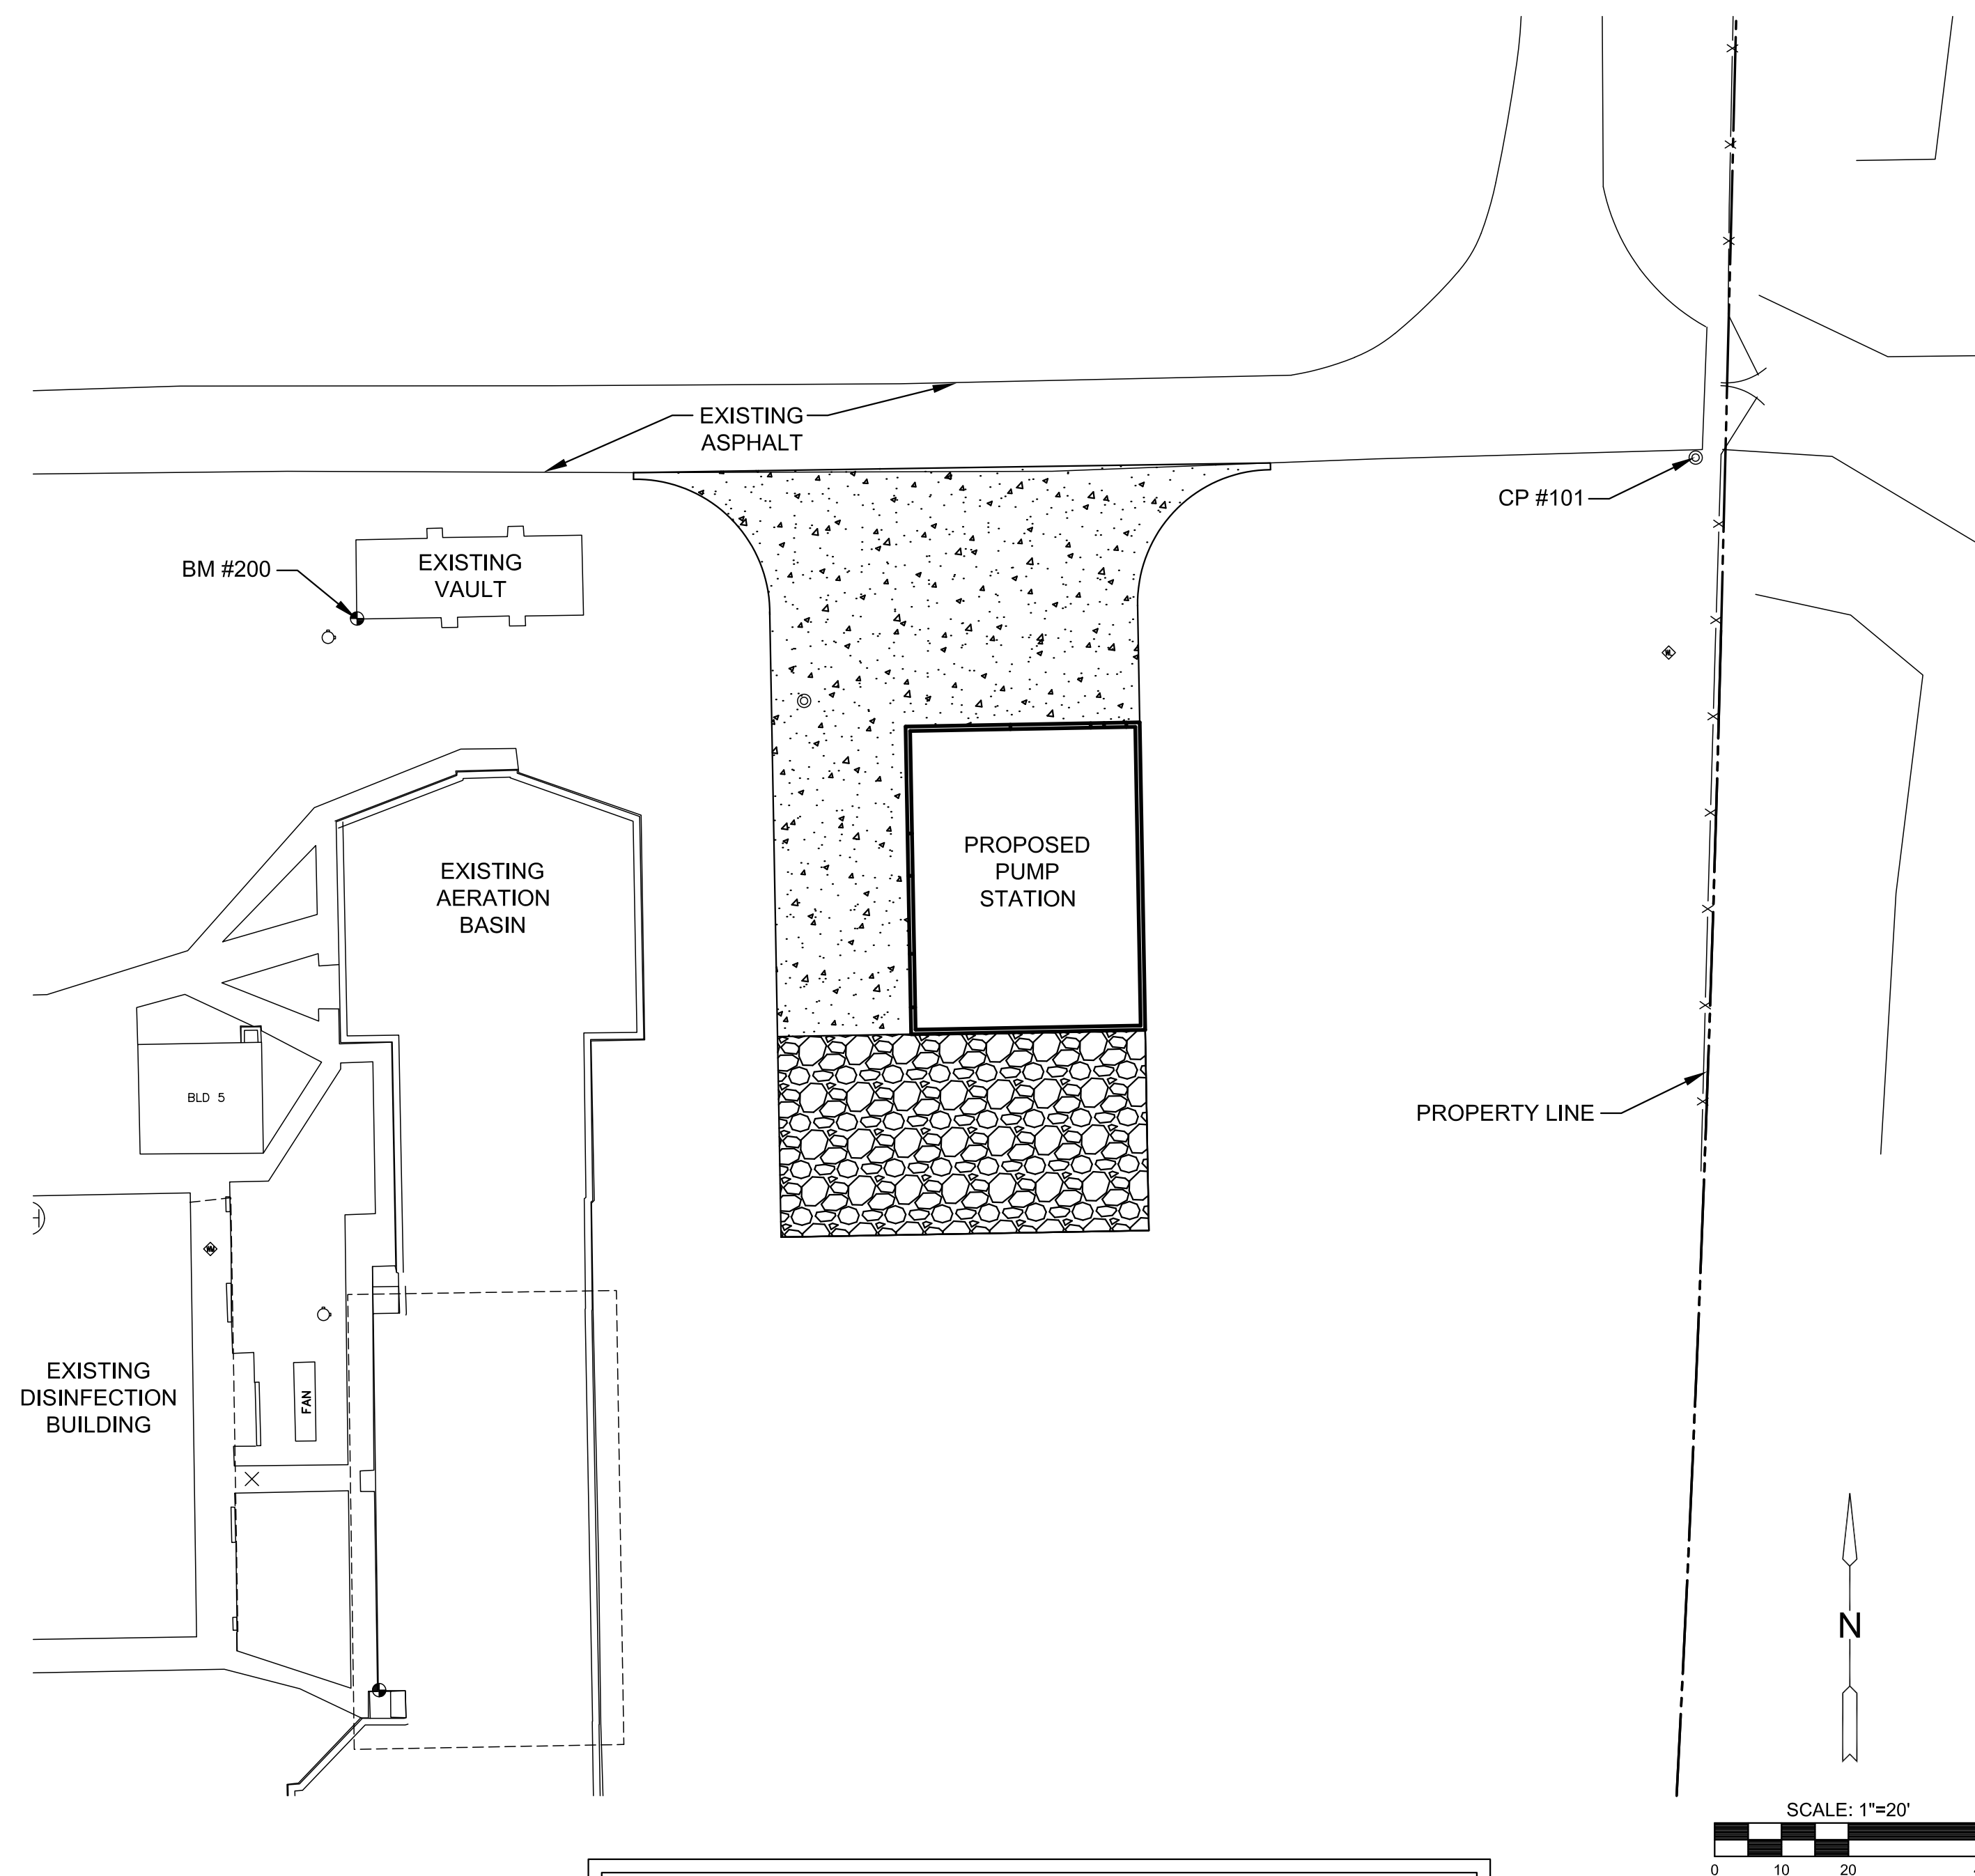 EXISTING
ASPHALT
CP #101
BM #200
EXISTING
VAULT
PROPOSED
PUMP
STATION
EXISTING
AERATION
BASIN
BLD 5
PROPERTY LINE
EXISTING
DISINFECTION
BUILDING
FAN
N
SCALE: 1"=20'
0 10 20